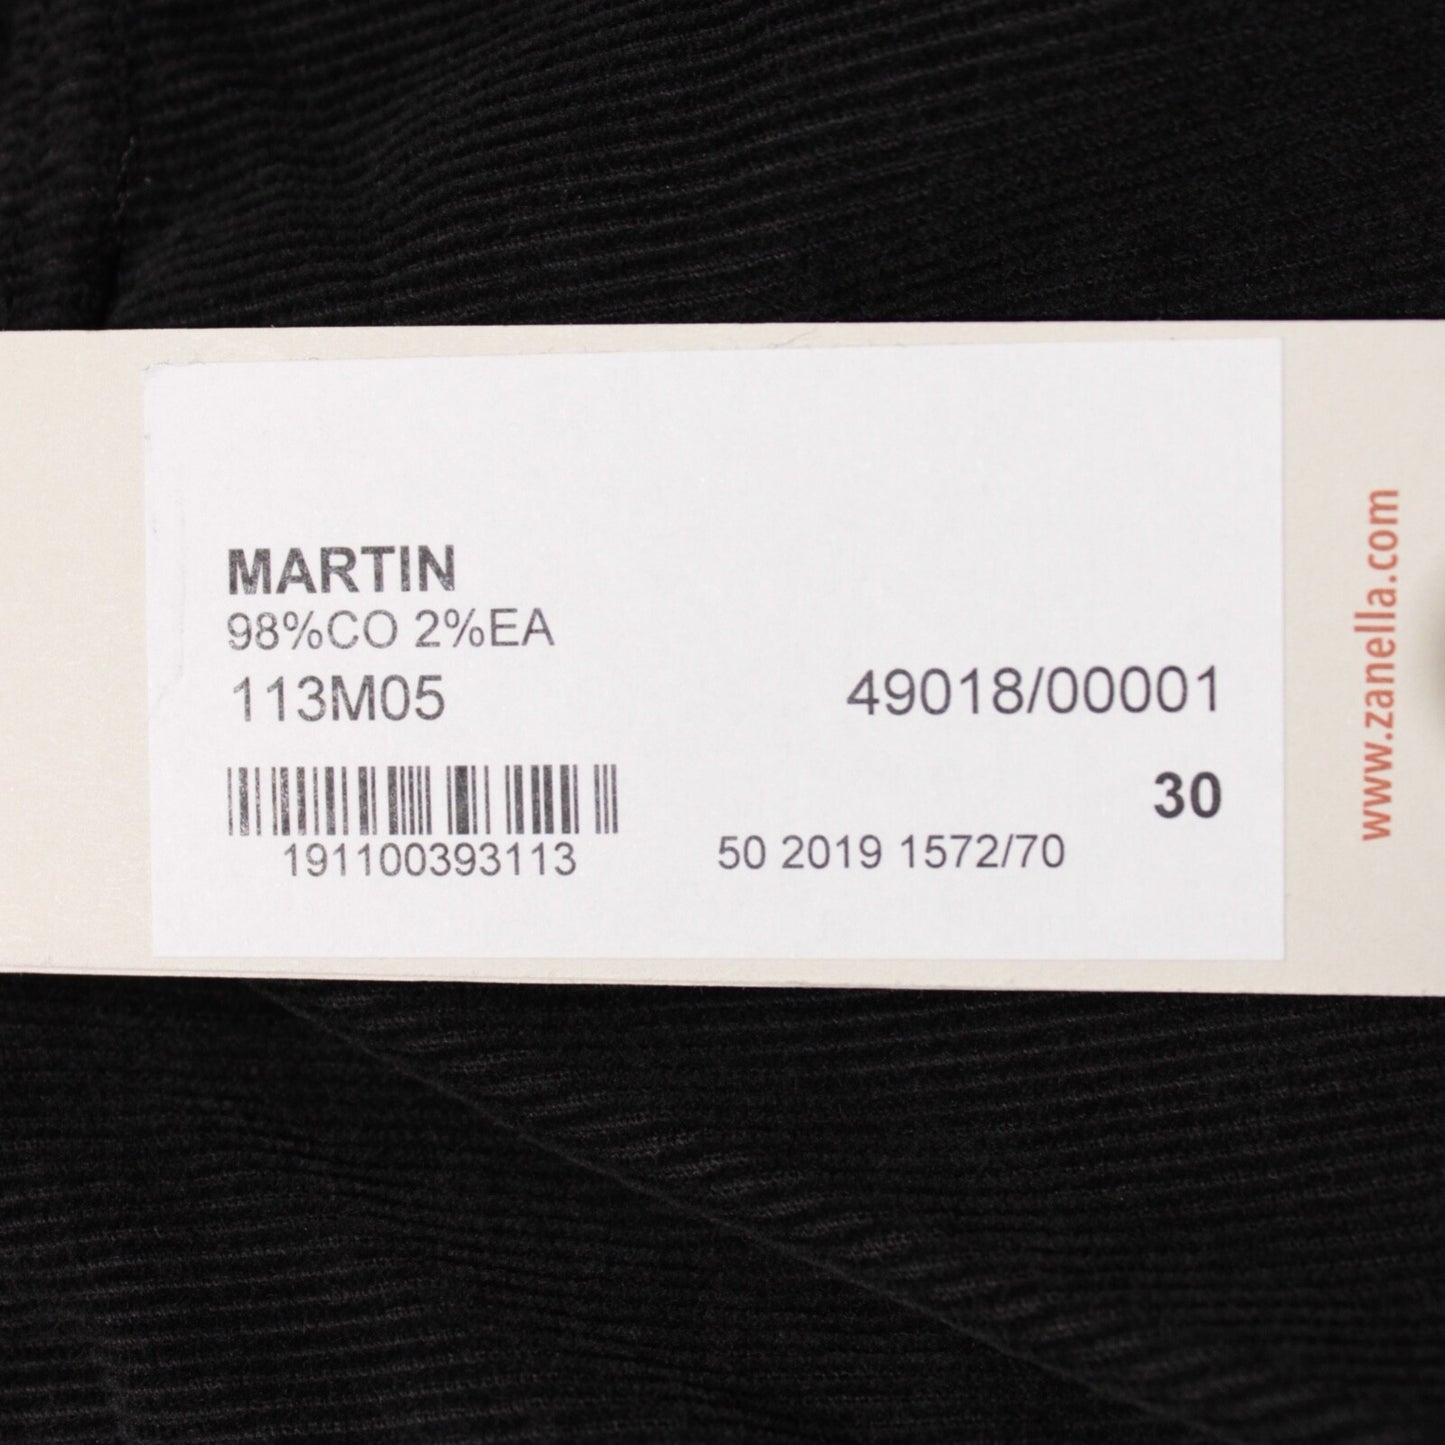 MARTIN
98%CO 2%EA
113M05
49018/00001
30
191100393113
50 2019 1572/70
www.zanella.com